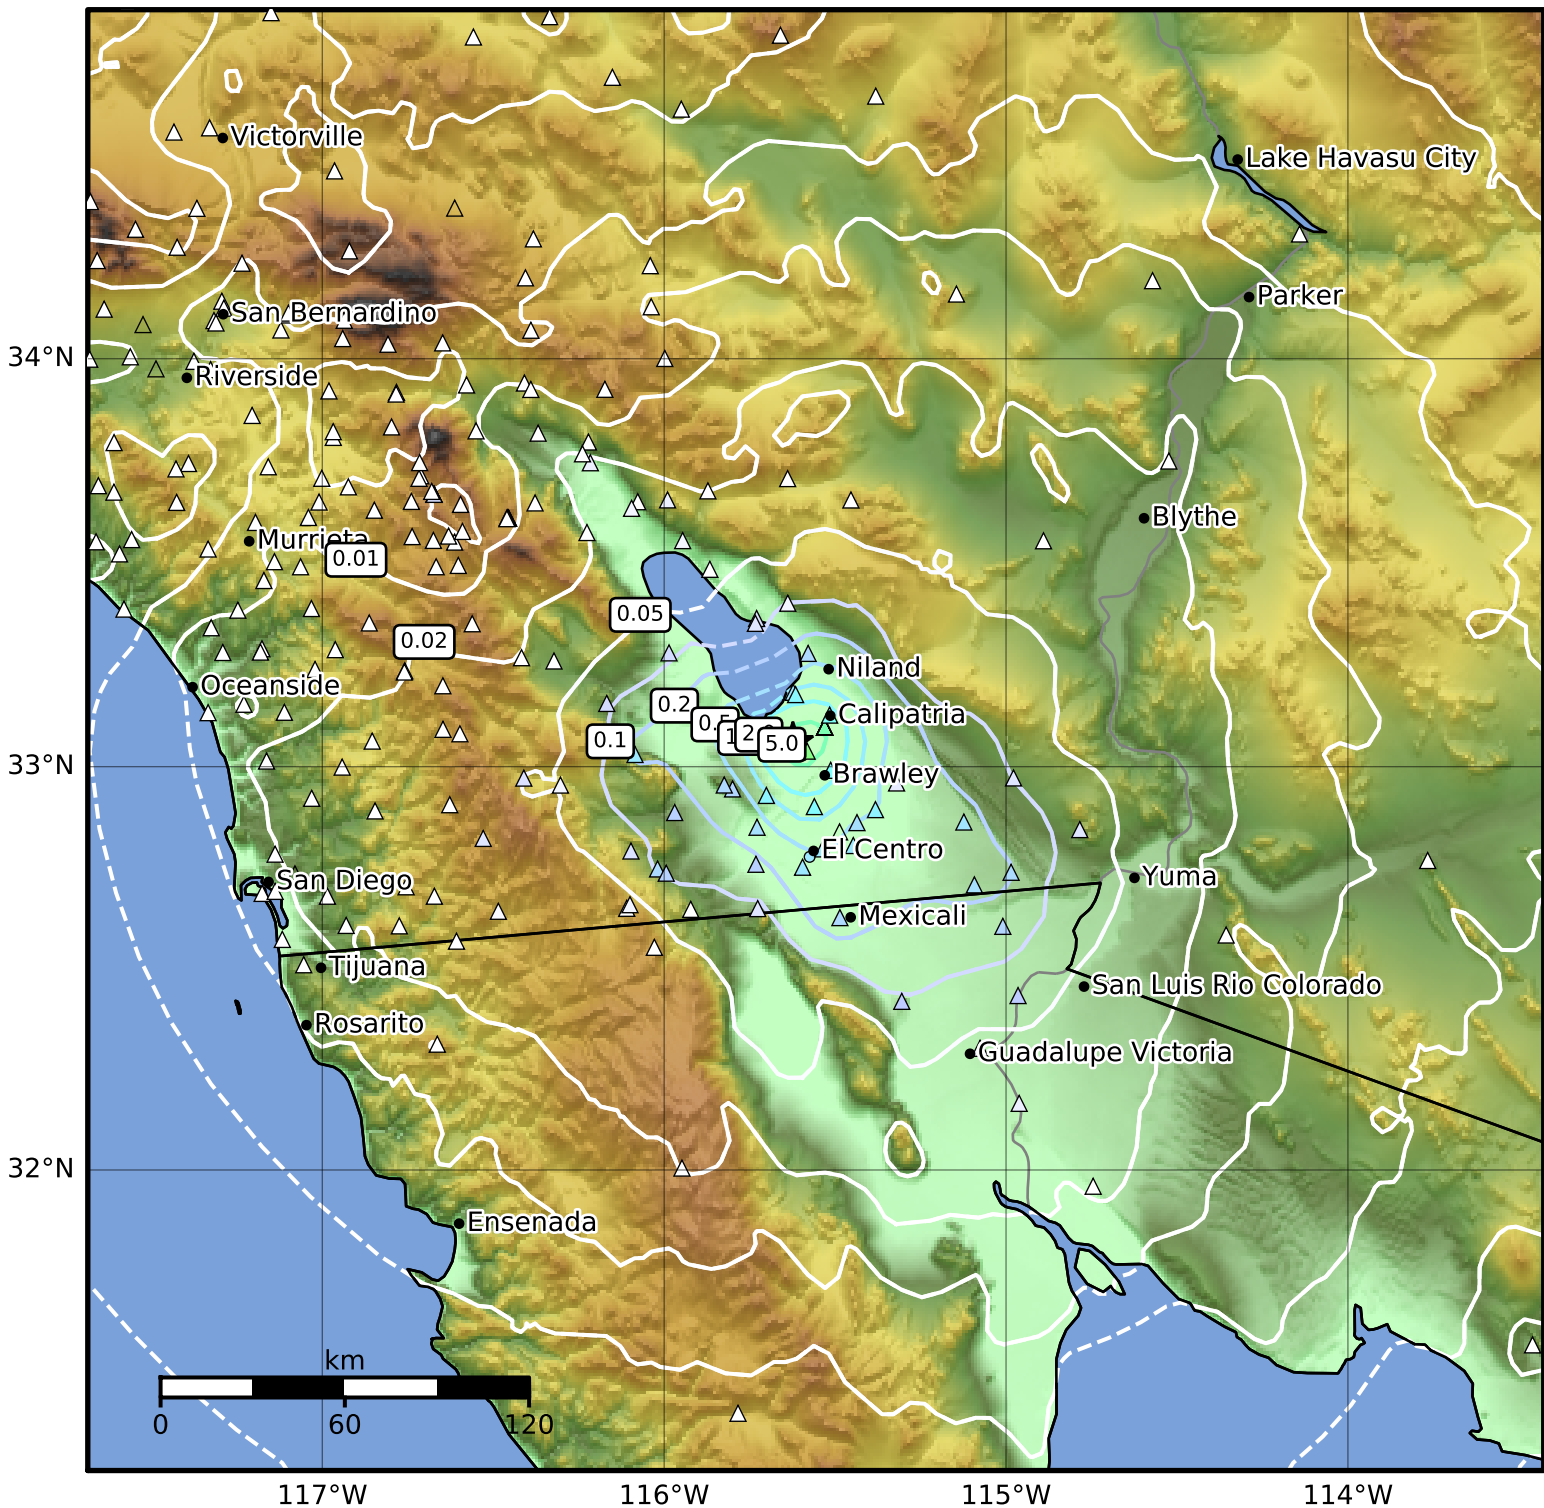 Victorville
Lake Havasu City
Parker
San Bernardino
34°N
Riverside
Blythe
Murrieta
0.01
0.05
0.02
Niland
Oceanside
0.2
Calipatria
0.1
5.0
33°N
Brawley
El Centro
San Diego
Yuma
Mexicali
Tijuana
San Luis Rio Colorado
Rosarito
Guadalupe Victoria
32°N
Ensenada
km
0 60 120
117°W 116°W 115°W 114°W